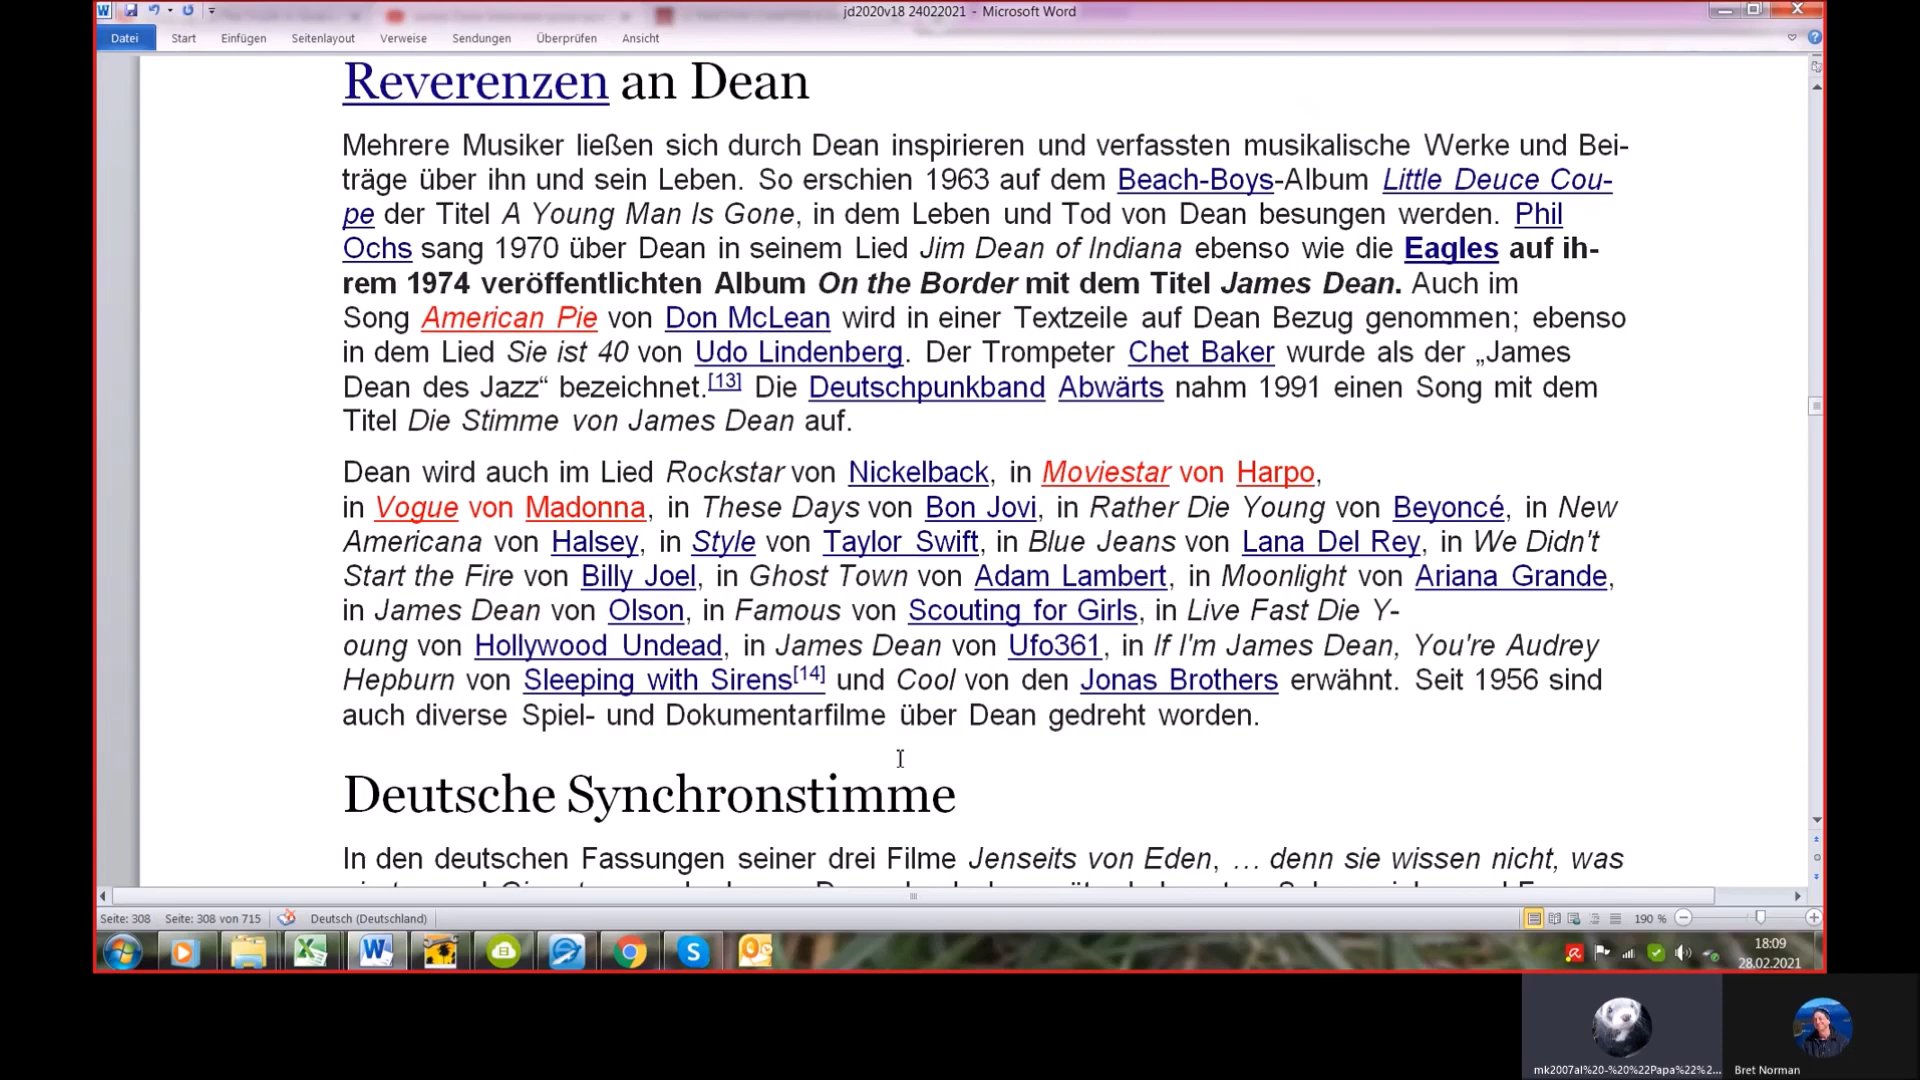 jd2020v18 24022021 - Microsoft Word
Datei Start Einfügen Seitenlayout Verweise Sendungen Überprüfen Ansicht
Reverenzen an Dean
Mehrere Musiker ließen sich durch Dean inspirieren und verfassten musikalische Werke und Bei-
träge über ihn und sein Leben. So erschien 1963 auf dem Beach-Boys-Album Little Deuce Cou-
pe der Titel A Young Man Is Gone, in dem Leben und Tod von Dean besungen werden. Phil
Ochs sang 1970 über Dean in seinem Lied Jim Dean of Indiana ebenso wie die Eagles auf ih-
rem 1974 veröffentlichten Album On the Border mit dem Titel James Dean. Auch im
Song American Pie von Don McLean wird in einer Textzeile auf Dean Bezug genommen; ebenso
in dem Lied Sie ist 40 von Udo Lindenberg. Der Trompeter Chet Baker wurde als der „James
Dean des Jazz“ bezeichnet.[13] Die Deutschpunkband Abwärts nahm 1991 einen Song mit dem
Titel Die Stimme von James Dean auf.
Dean wird auch im Lied Rockstar von Nickelback, in Moviestar von Harpo,
in Vogue von Madonna, in These Days von Bon Jovi, in Rather Die Young von Beyoncé, in New
Americana von Halsey, in Style von Taylor Swift, in Blue Jeans von Lana Del Rey, in We Didn't
Start the Fire von Billy Joel, in Ghost Town von Adam Lambert, in Moonlight von Ariana Grande,
in James Dean von Olson, in Famous von Scouting for Girls, in Live Fast Die Y-
oung von Hollywood Undead, in James Dean von Ufo361, in If I'm James Dean, You're Audrey
Hepburn von Sleeping with Sirens[14] und Cool von den Jonas Brothers erwähnt. Seit 1956 sind
auch diverse Spiel- und Dokumentarfilme über Dean gedreht worden.
Deutsche Synchronstimme
In den deutschen Fassungen seiner drei Filme Jenseits von Eden, … denn sie wissen nicht, was
Seite: 308 Seite: 308 von 715 Deutsch (Deutschland) 190 %
18:09
28.02.2021
mk2007al%20-%20%22Papa%22%2... Bret Norman